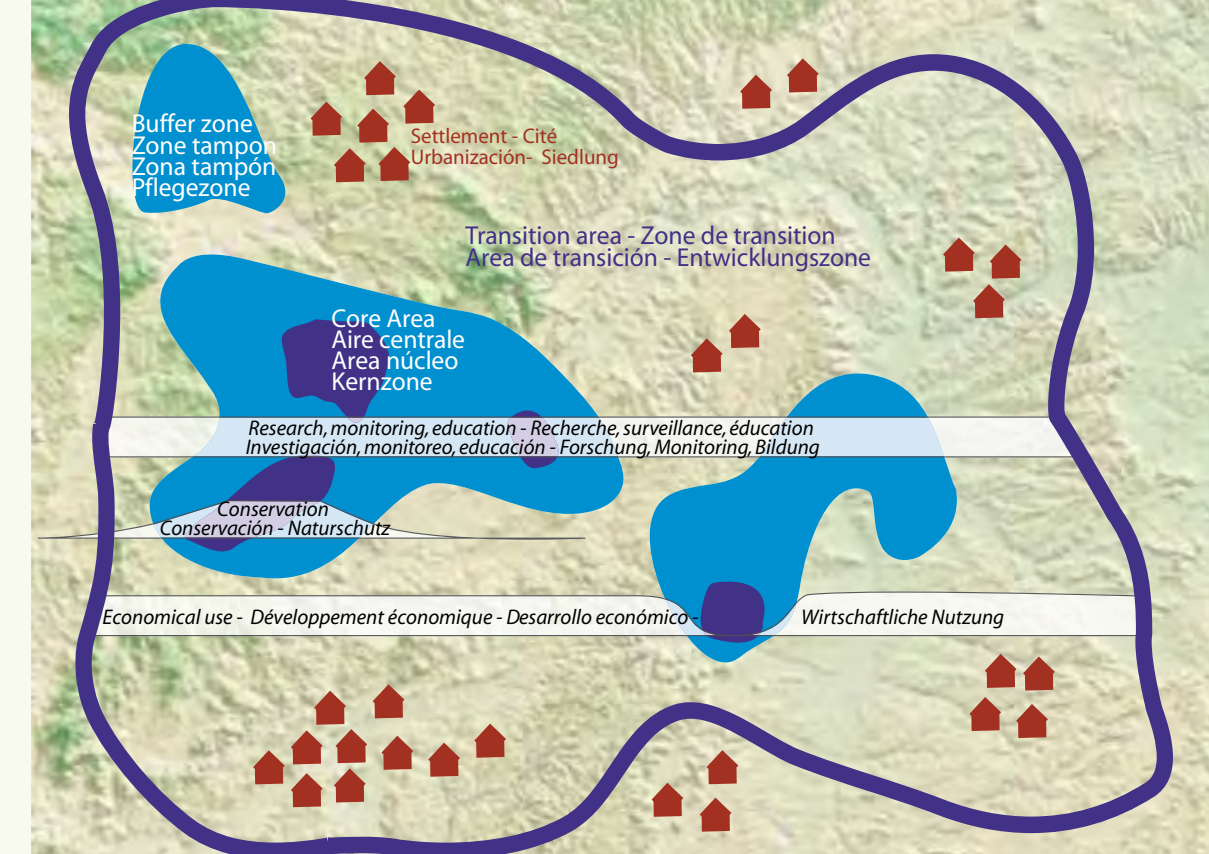 Buffer zone
Zone tampon
Zona tampón
Pflegezone
Settlement - Cité
Urbanización- Siedlung
Transition area - Zone de transition
Area de transición - Entwicklungszone
Core Area
Aire centrale
Area núcleo
Kernzone
Research, monitoring, education - Recherche, surveillance, éducation
Investigación, monitoreo, educación - Forschung, Monitoring, Bildung
Conservation
Conservación - Naturschutz
Economical use - Développement économique - Desarrollo económico - Wirtschaftliche Nutzung